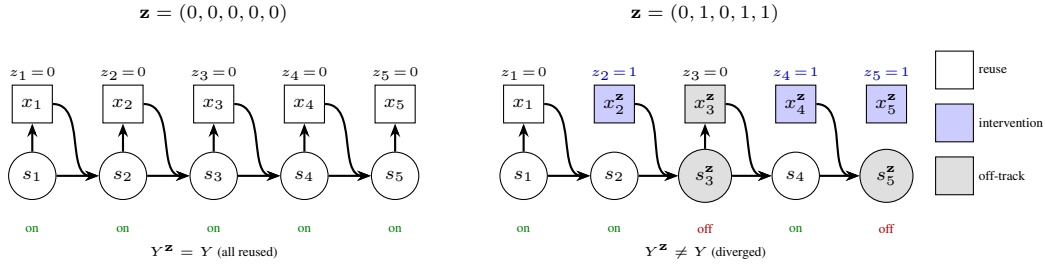 z = (0, 0, 0, 0, 0)
z₁ = 0 z₂ = 0 z₃ = 0 z₄ = 0 z₅ = 0
x₁ x₂ x₃ x₄ x₅
s₁ s₂ s₃ s₄ s₅
on on on on on
Y^z = Y (all reused)
z = (0, 1, 0, 1, 1)
z₁ = 0 z₂ = 1 z₃ = 0 z₄ = 1 z₅ = 1
x₁ x₂^z x₃^z x₄^z x₅^z
s₁ s₂ s₃^z s₄ s₅^z
on on off on off
Y^z ≠ Y (diverged)
reuse
intervention
off-track